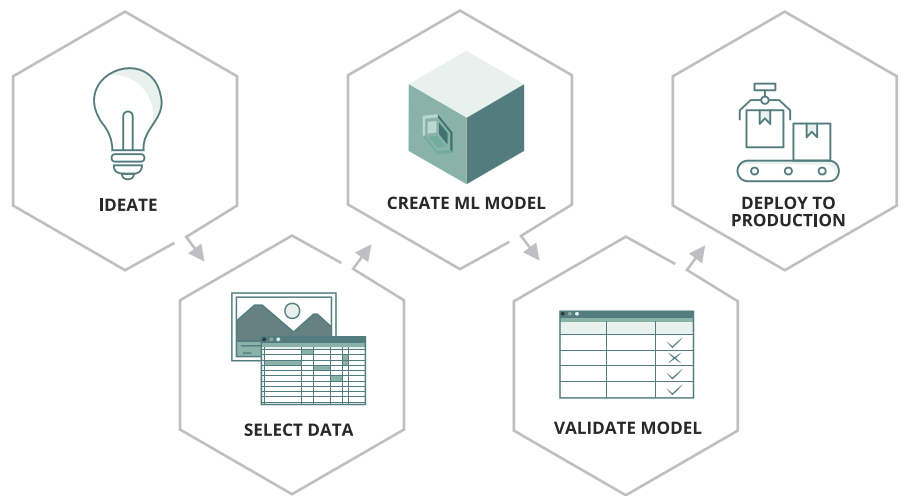 IDEATE
SELECT DATA
CREATE ML MODEL
VALIDATE MODEL
DEPLOY TO
PRODUCTION